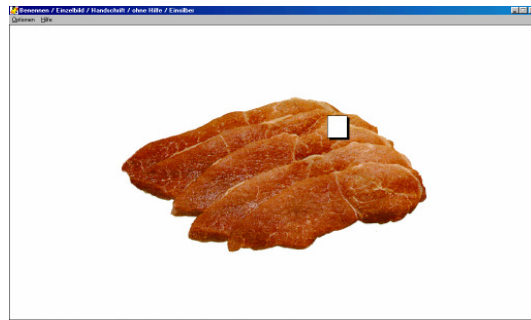 Benennen / Einzelbild / Handschrift / ohne Hilfe / Einsilber
Optionen Hilfe